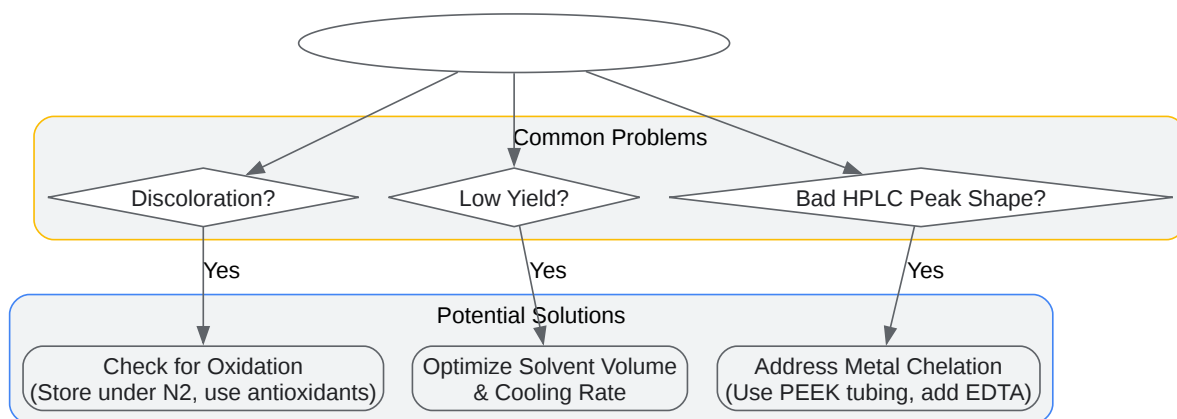 Common Problems
Discoloration?
Low Yield?
Bad HPLC Peak Shape?
Yes
Yes
Yes
Potential Solutions
Check for Oxidation
(Store under N2, use antioxidants)
Optimize Solvent Volume
& Cooling Rate
Address Metal Chelation
(Use PEEK tubing, add EDTA)